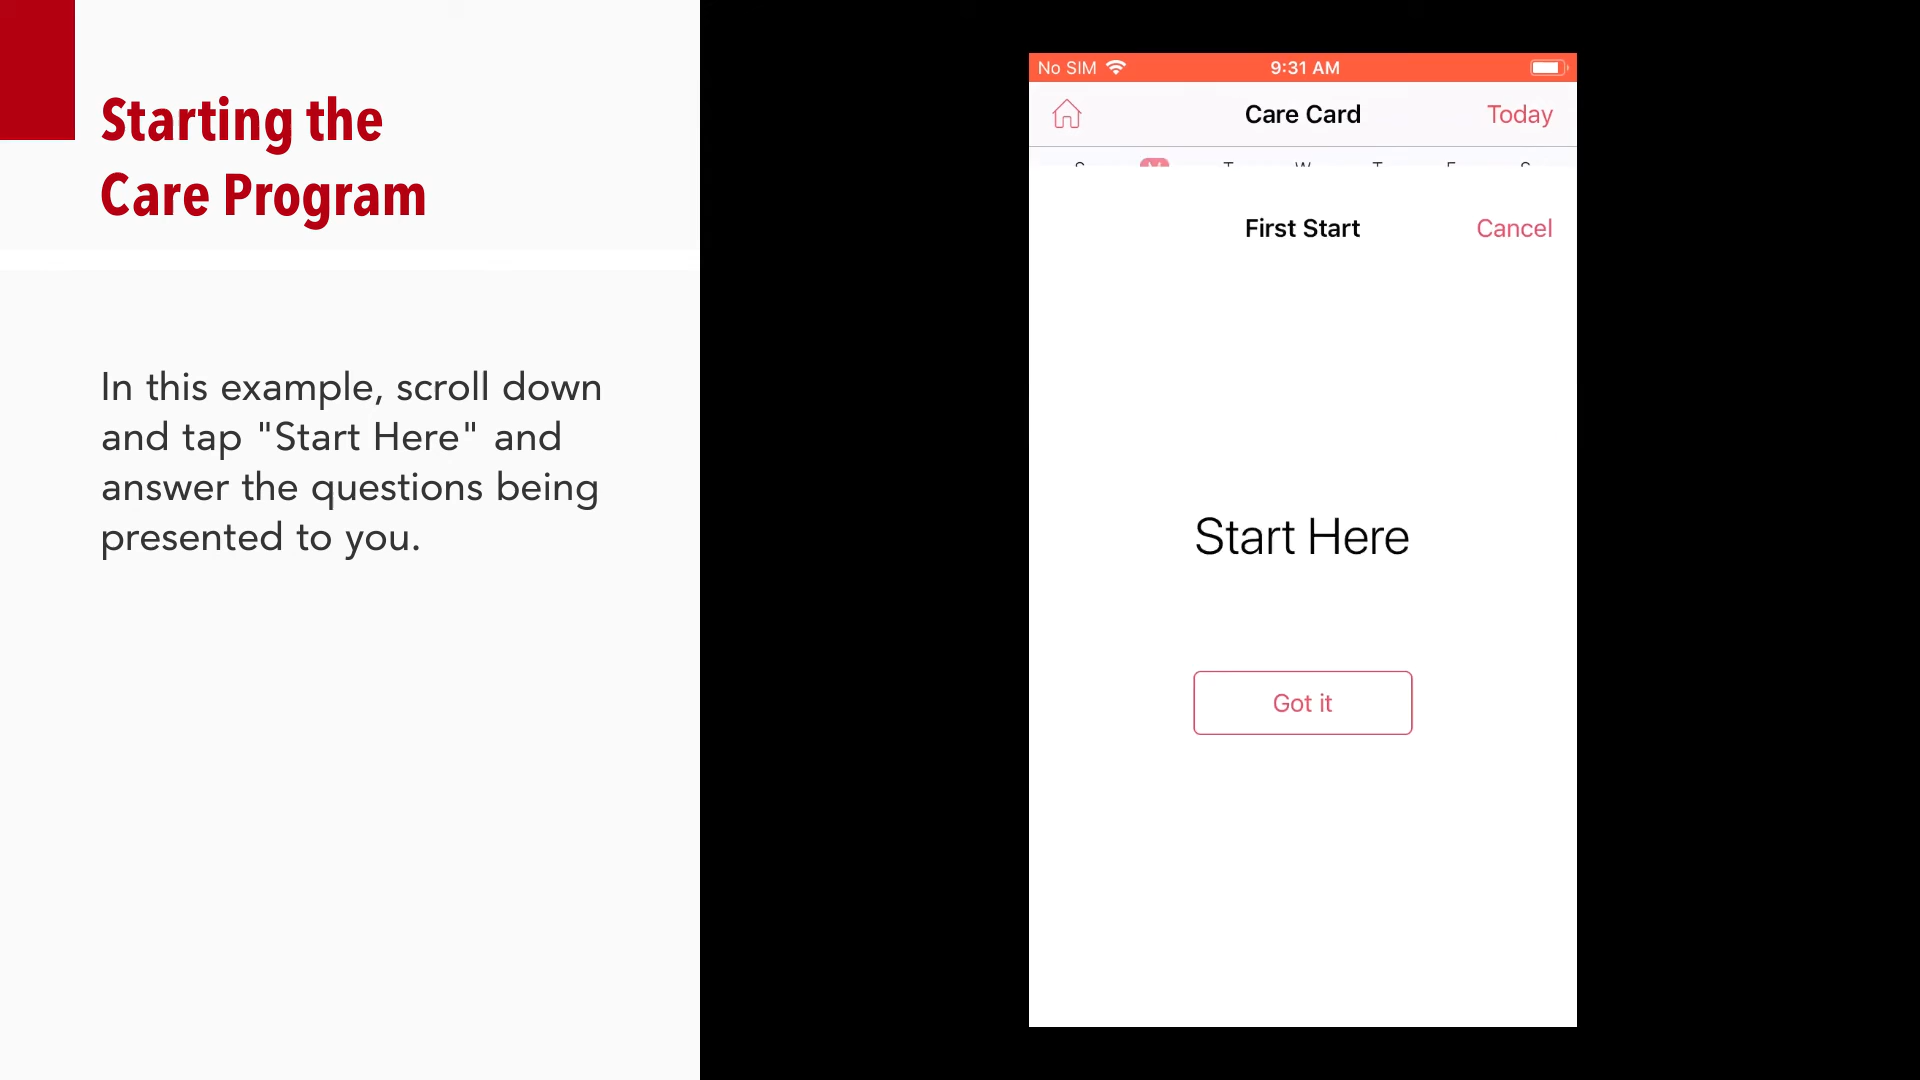 Starting the
Care Program
In this example, scroll down
and tap "Start Here" and
answer the questions being
presented to you.
No SIM 9:31 AM
Care Card Today
S M T W T F S
First Start Cancel
Start Here
Got it